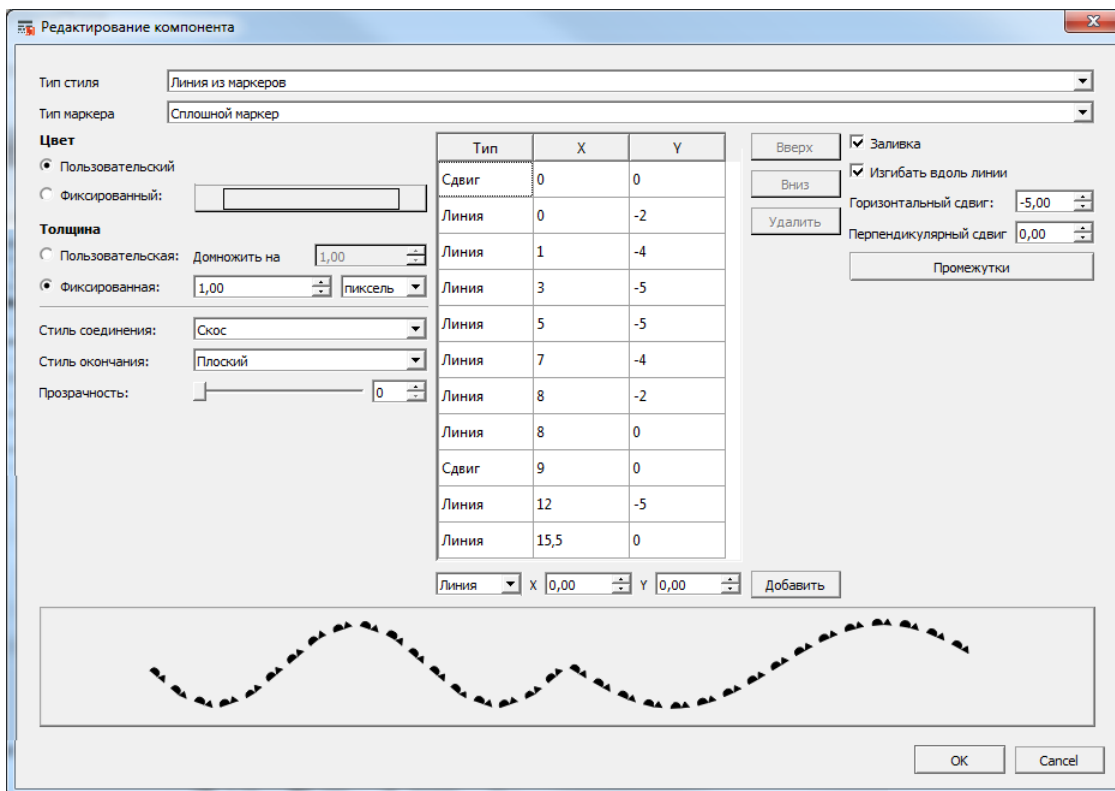 Редактирование компонента
Тип стиля Линия из маркеров
Тип маркера Сплошной маркер
Цвет
Пользовательский
Фиксированный:
Толщина
Пользовательская: Домножить на 1,00
Фиксированная: 1,00 пиксель
Стиль соединения: Скос
Стиль окончания: Плоский
Прозрачность: 0
Тип X Y
Сдвиг 0 0
Линия 0 -2
Линия 1 -4
Линия 3 -5
Линия 5 -5
Линия 7 -4
Линия 8 -2
Линия 8 0
Сдвиг 9 0
Линия 12 -5
Линия 15,5 0
Линия X 0,00 Y 0,00 Добавить
Вверх
Вниз
Удалить
Заливка
Изгибать вдоль линии
Горизонтальный сдвиг: -5,00
Перпендикулярный сдвиг 0,00
Промежутки
OK Cancel